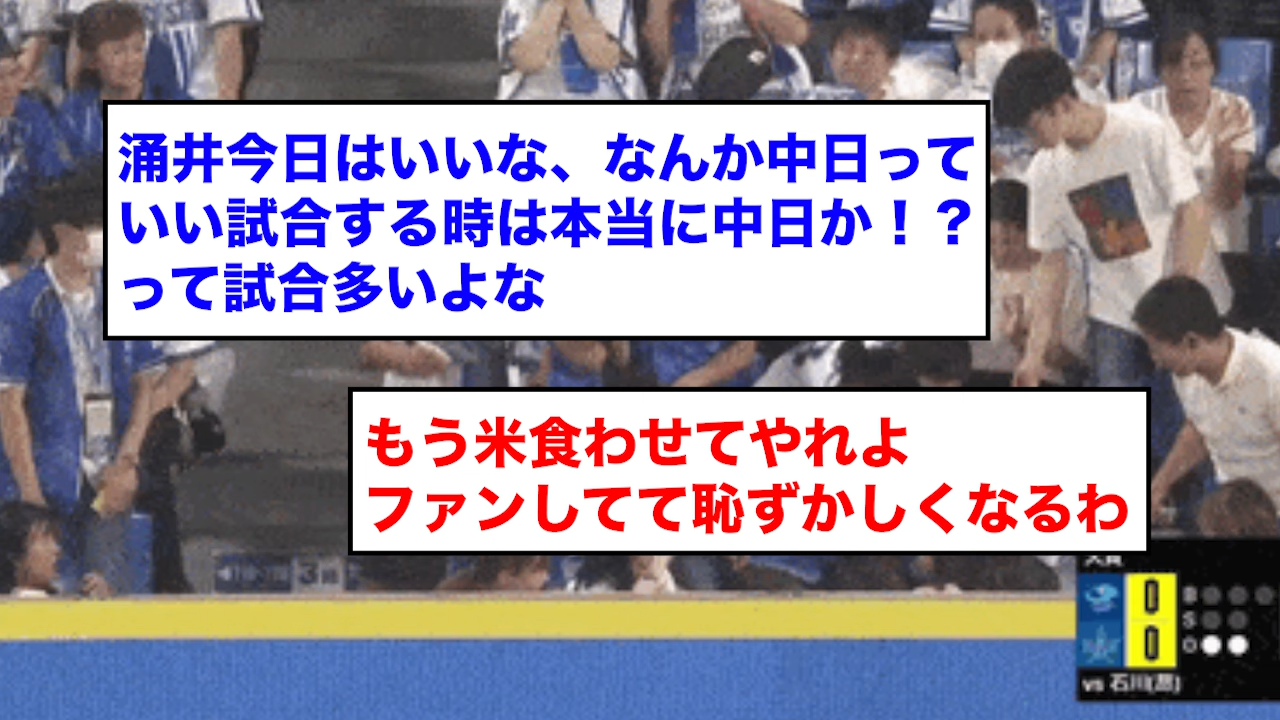 涌井今日はいいな、なんか中日って
いい試合する時は本当に中日か！？
って試合多いよな
もう米食わせてやれよ
ファンしてて恥ずかしくなるわ
0
B
S
0
O
vs 石川(昂)